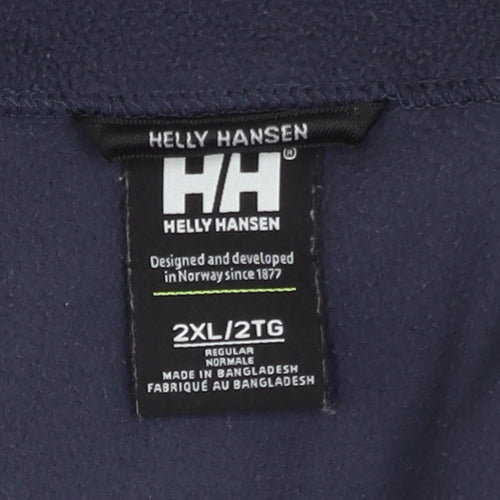 HELLY HANSEN
H/H®
HELLY HANSEN
Designed and developed
in Norway since 1877
2XL/2TG
REGULAR
NORMALE
MADE IN BANGLADESH
FABRIQUÉ AU BANGLADESH